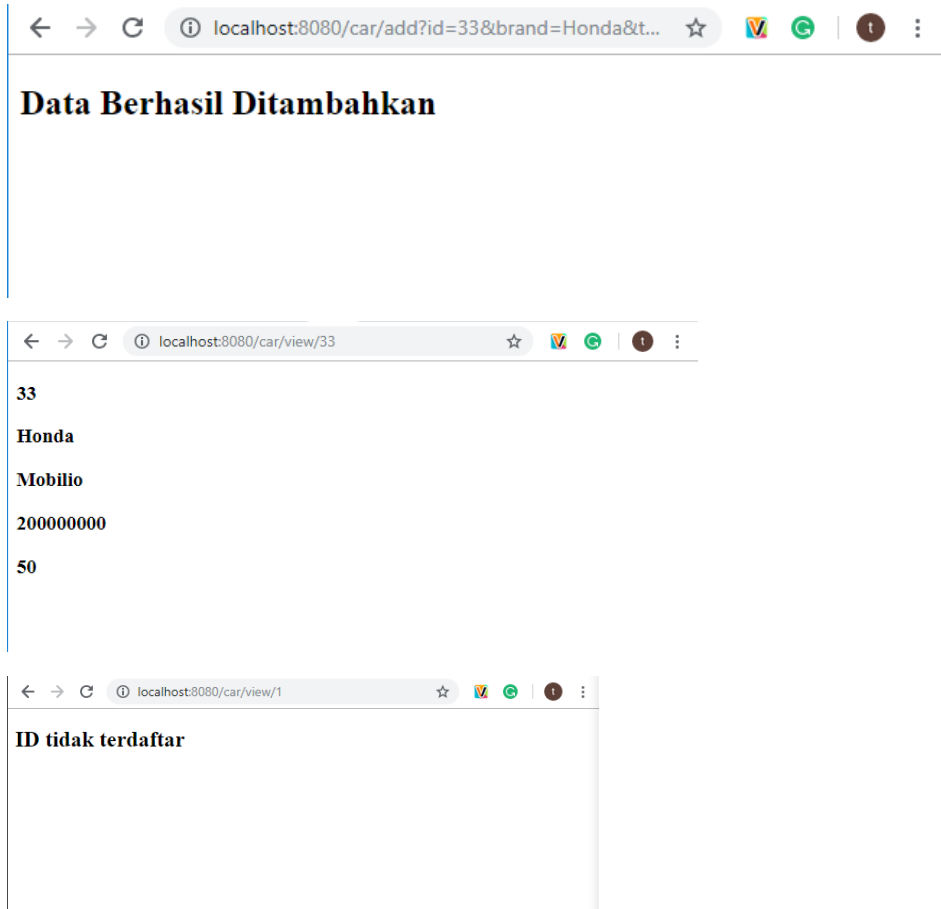 localhost:8080/car/add?id=33&brand=Honda&t...
t
Data Berhasil Ditambahkan
localhost:8080/car/view/33
t
33
Honda
Mobilio
200000000
50
localhost:8080/car/view/1
t
ID tidak terdaftar